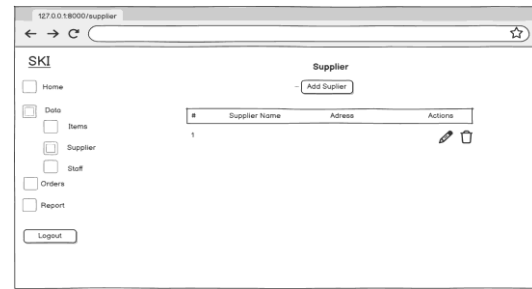 127.0.0.1:8000/supplier
SKI
Home
Data
Items
Supplier
Staff
Orders
Report
Logout
Supplier
Add Suplier
# Supplier Name Adress Actions
1